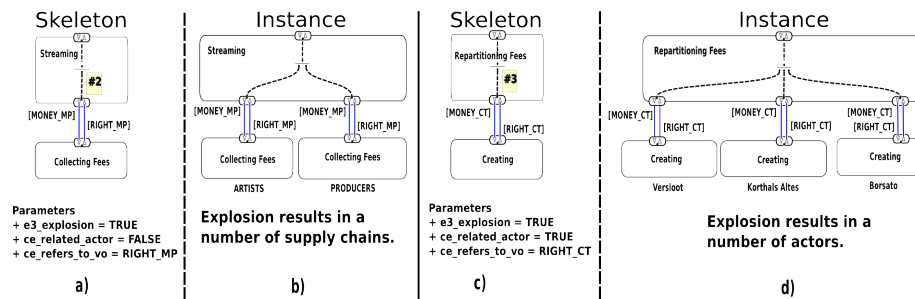 Skeleton
Streaming
#2
[MONEY_MP]
[RIGHT_MP]
Collecting Fees
Parameters
+ e3_explosion = TRUE
+ ce_related_actor = FALSE
+ ce_refers_to_vo = RIGHT_MP
a)
Instance
Streaming
[MONEY_MP]
[MONEY_MP]
[RIGHT_MP]
[RIGHT_MP]
Collecting Fees
Collecting Fees
ARTISTS
PRODUCERS
Explosion results in a
number of supply chains.
b)
Skeleton
Repartitioning Fees
#3
[MONEY_CT]
[RIGHT_CT]
Creating
Parameters
+ e3_explosion = TRUE
+ ce_related_actor = TRUE
+ ce_refers_to_vo = RIGHT_CT
c)
Instance
Repartitioning Fees
[MONEY_CT]
[MONEY_CT]
[MONEY_CT]
[RIGHT_CT]
[RIGHT_CT]
[RIGHT_CT]
Creating
Creating
Creating
Versloot
Korthals Altes
Borsato
Explosion results in a
number of actors.
d)